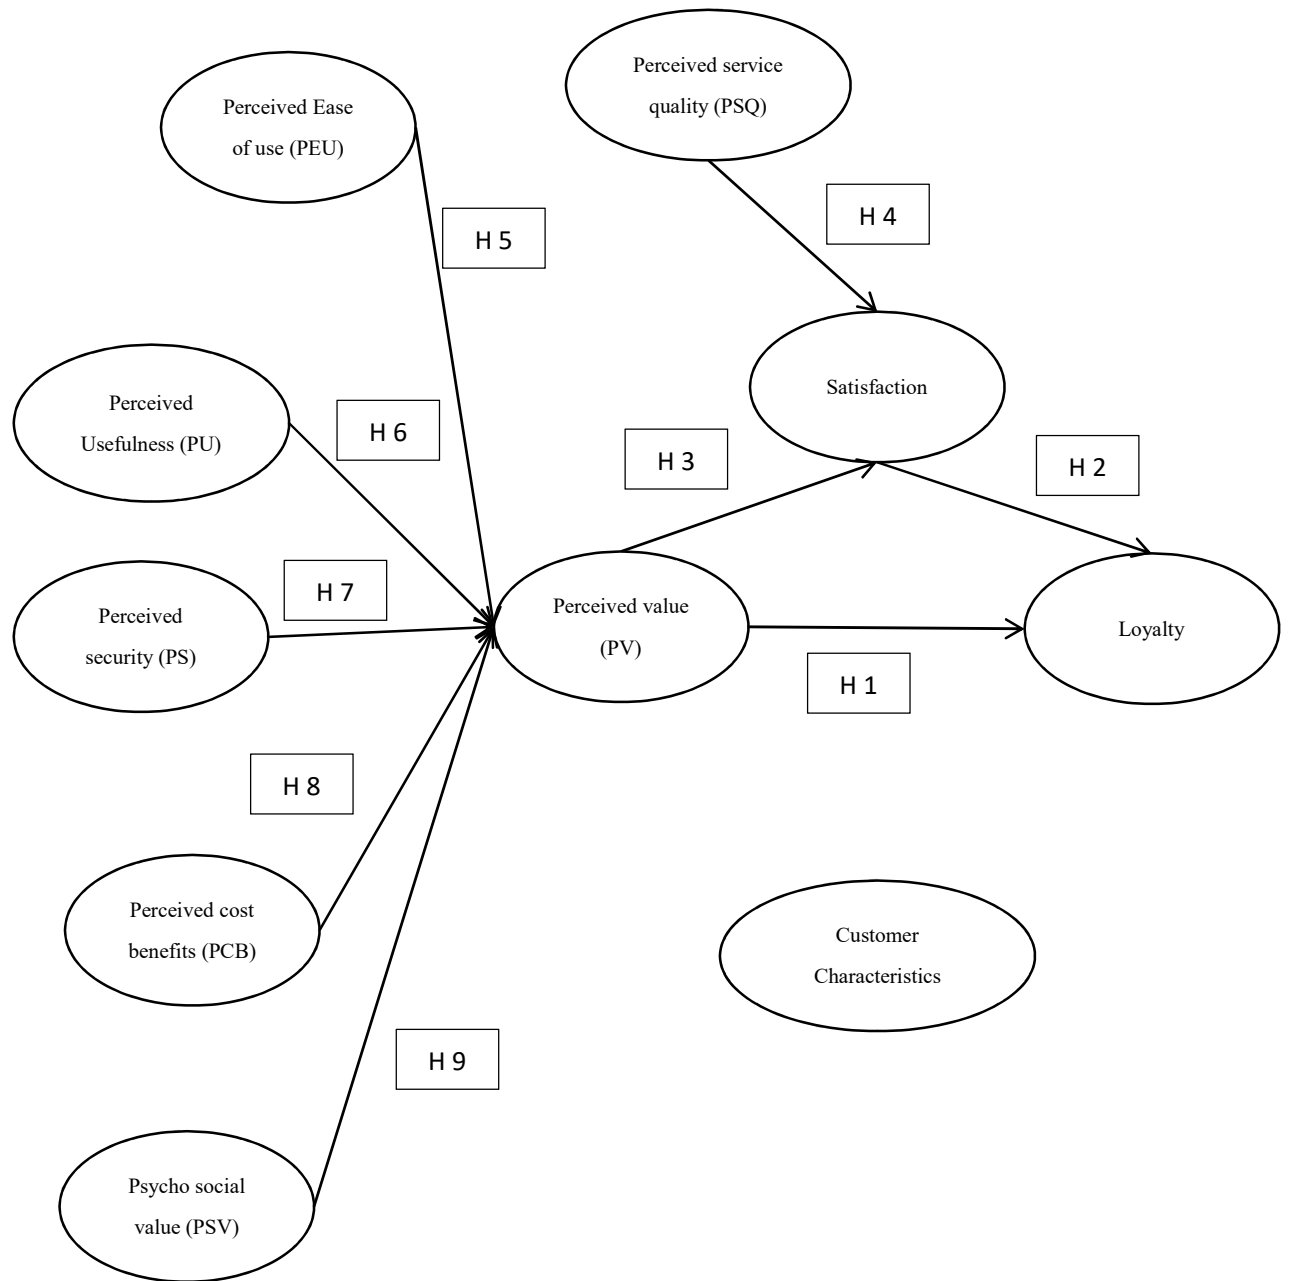 Perceived service
quality (PSQ)
Perceived Ease
of use (PEU)
H 4
H 5
Satisfaction
Perceived
Usefulness (PU)
H 6
H 3
H 2
Perceived
security (PS)
H 7
Perceived value
(PV)
Loyalty
H 1
H 8
Perceived cost
benefits (PCB)
Customer
Characteristics
H 9
Psycho social
value (PSV)